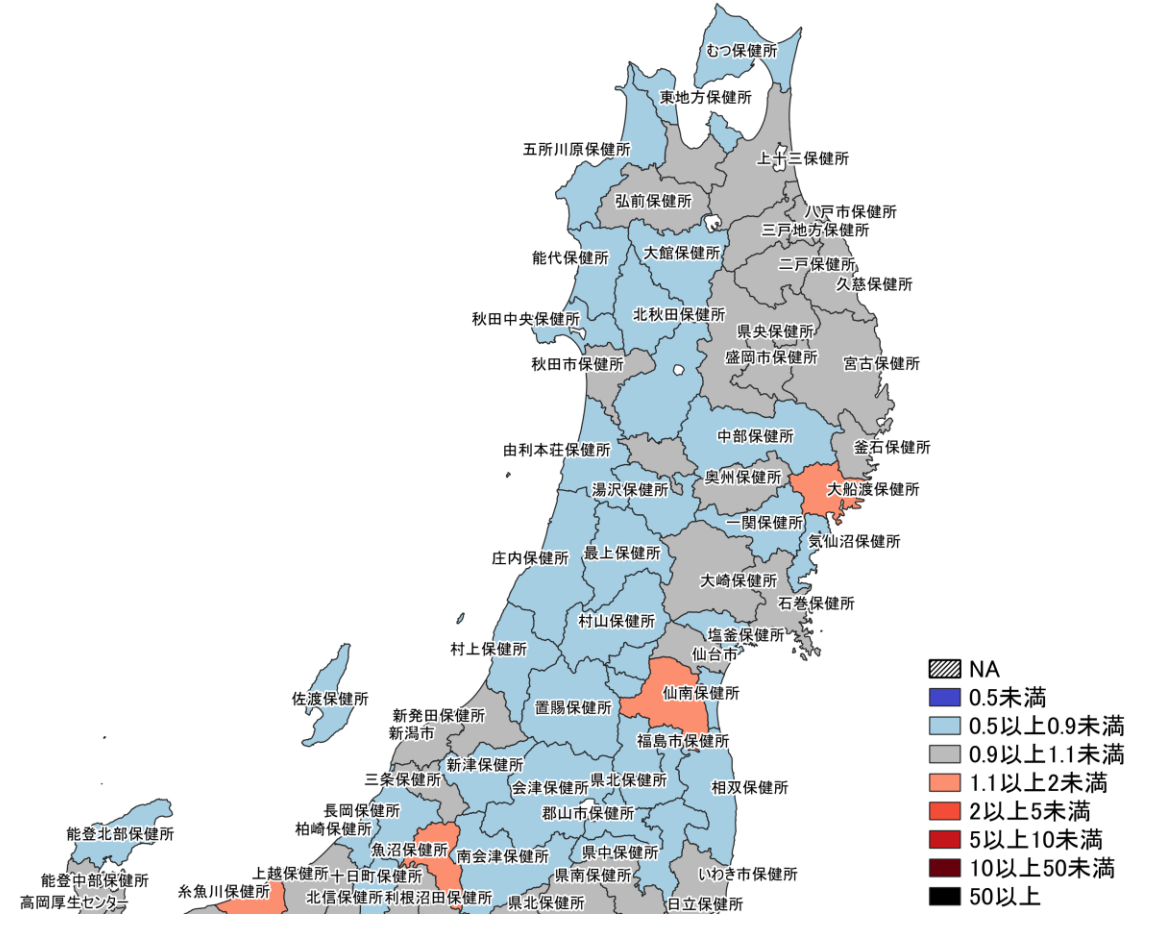 むつ保健所
東地方保健所
五所川原保健所
上十三保健所
弘前保健所
八戸市保健所
三戸地方保健所
大館保健所
能代保健所
二戸保健所
久慈保健所
北秋田保健所
秋田中央保健所
県央保健所
盛岡市保健所
秋田市保健所
宮古保健所
中部保健所
釜石保健所
由利本荘保健所
奥州保健所
湯沢保健所
大船渡保健所
一関保健所
気仙沼保健所
庄内保健所
最上保健所
大崎保健所
石巻保健所
村山保健所
塩釜保健所
村上保健所
仙台市
仙南保健所
佐渡保健所
置賜保健所
新発田保健所
新潟市
福島市保健所
新津保健所
三条保健所
会津保健所
県北保健所
相双保健所
長岡保健所
郡山市保健所
柏崎保健所
能登北部保健所
魚沼保健所
南会津保健所
県中保健所
上越保健所
十日町保健所
県南保健所
いわき市保健所
能登中部保健所
糸魚川保健所
北信保健所
利根沼田保健所
高岡厚生センター
県北保健所
日立保健所
NA
0.5未満
0.5以上0.9未満
0.9以上1.1未満
1.1以上2未満
2以上5未満
5以上10未満
10以上50未満
50以上